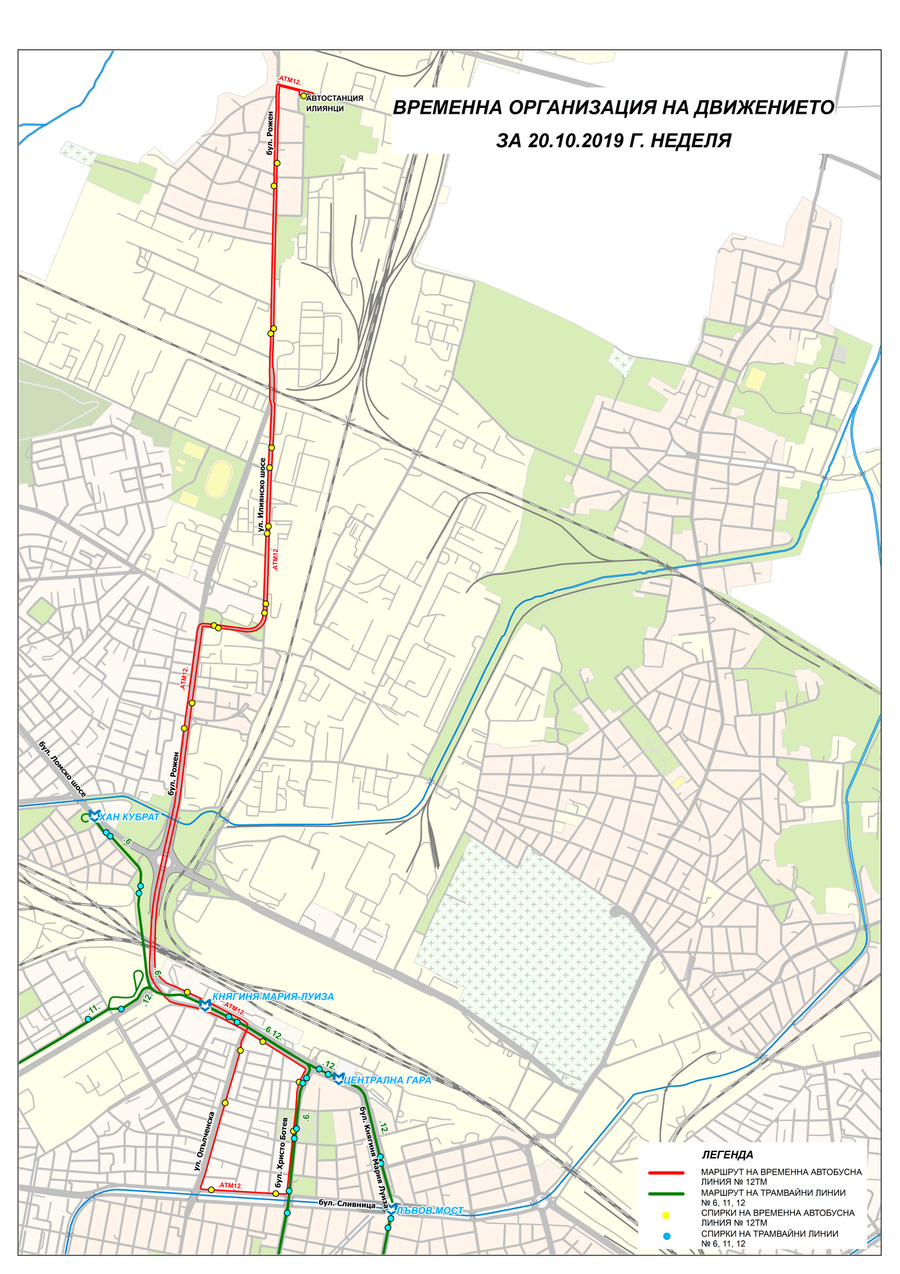 ВРЕМЕННА ОРГАНИЗАЦИЯ НА ДВИЖЕНИЕТО
ЗА 20.10.2019 Г. НЕДЕЛЯ
АТМ12.
АВТОСТАНЦИЯ
ИЛИЯНЦИ
бул. Рожен
ул. Илиянско шосе
АТМ12.
АТМ12.
бул. Ломско шосе
бул. Рожен
ХАН КУБРАТ
.6
.6
.12.
.11.
КНЯГИНЯ МАРИЯ-ЛУИЗА
АТМ12.
.6.12.
.12.
ЦЕНТРАЛНА ГАРА
.6.
.12.
ул. Опълченска
бул. Христо Ботев
бул. Княгиня Мария Луиза
.АТМ12.
бул. Сливница
ЛЪВОВ МОСТ
ЛЕГЕНДА
МАРШРУТ НА ВРЕМЕННА АВТОБУСНА
ЛИНИЯ № 12ТМ
МАРШРУТ НА ТРАМВАЙНИ ЛИНИИ
№ 6, 11, 12
СПИРКИ НА ВРЕМЕННА АВТОБУСНА
ЛИНИЯ № 12ТМ
СПИРКИ НА ТРАМВАЙНИ ЛИНИИ
№ 6, 11, 12